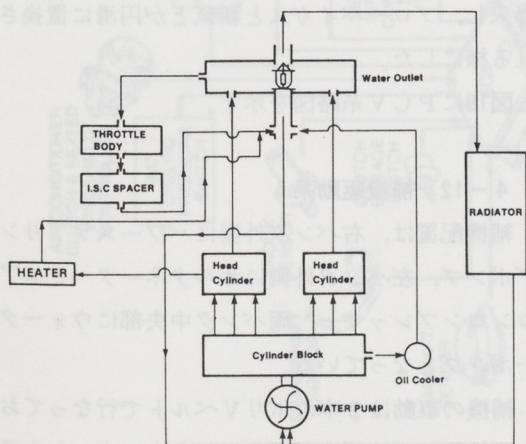 Water Outlet
THROTTLE
BODY
I.S.C SPACER
RADIATOR
HEATER
Head
Cylinder
Head
Cylinder
Cylinder Block
Oil Cooler
WATER PUMP